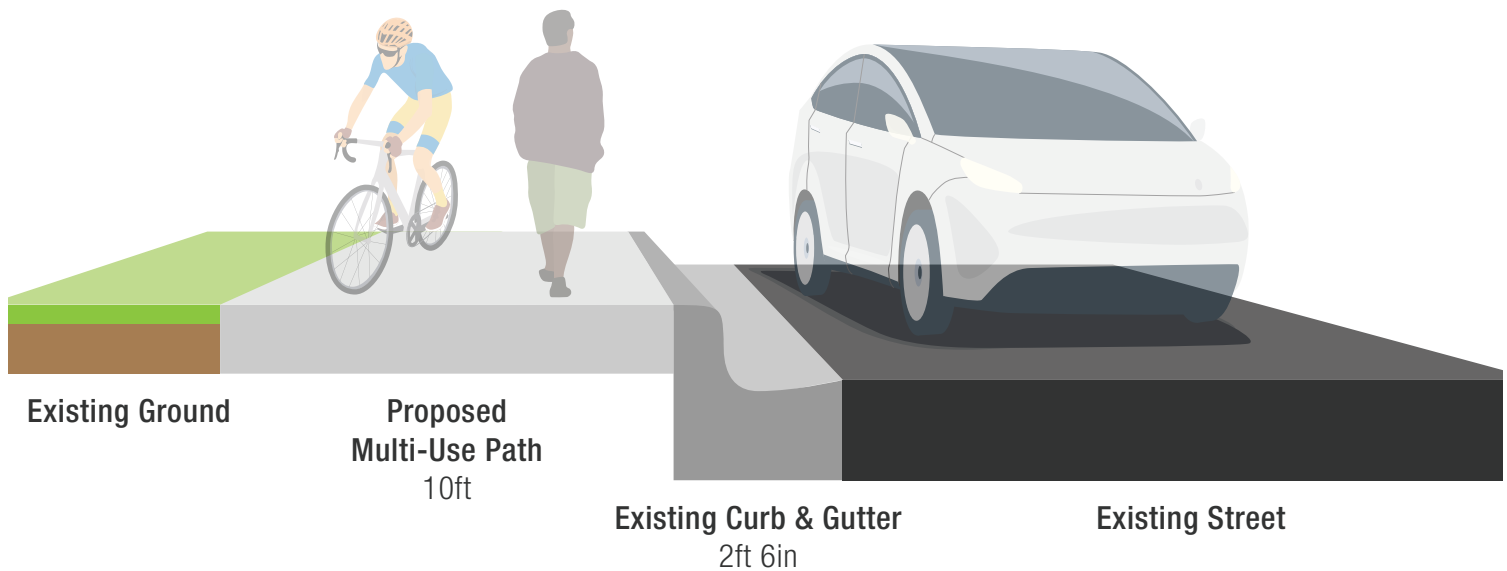 Existing Ground
Proposed
Multi-Use Path
10ft
Existing Curb & Gutter
2ft 6in
Existing Street